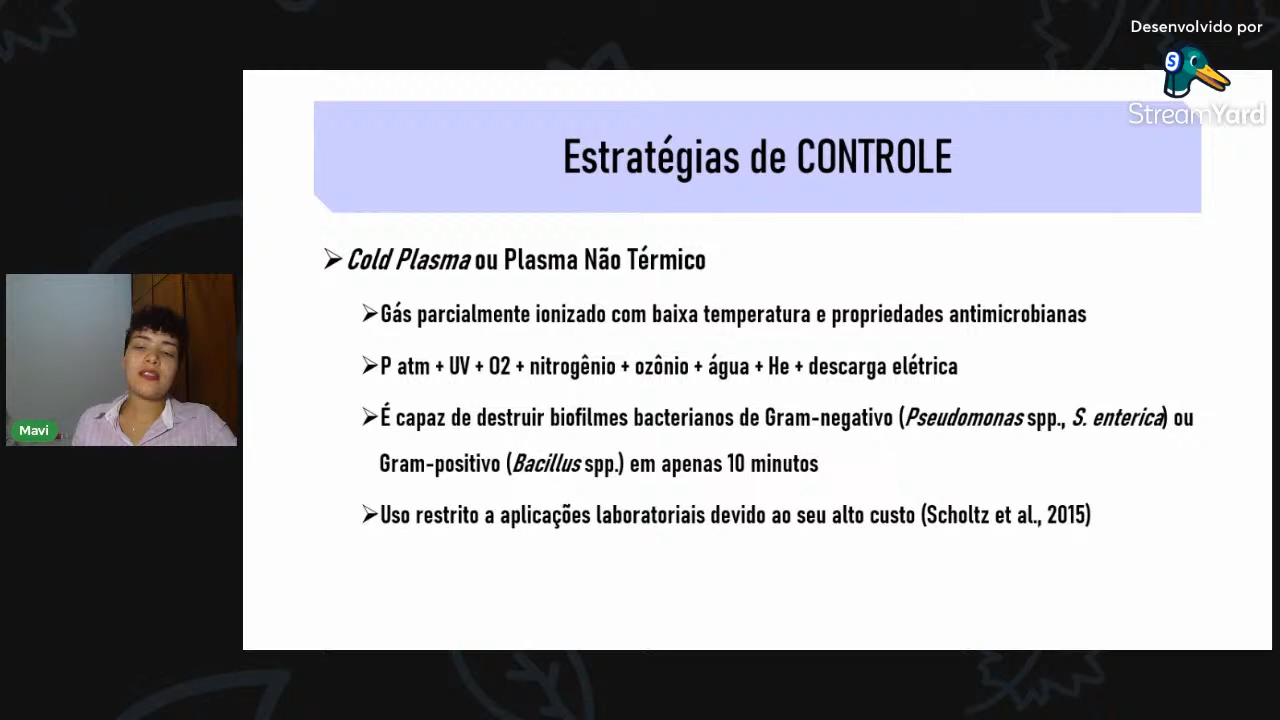 Desenvolvido por
StreamYard
Estratégias de CONTROLE
➢Cold Plasma ou Plasma Não Térmico
➢Gás parcialmente ionizado com baixa temperatura e propriedades antimicrobianas
➢P atm + UV + O2 + nitrogênio + ozônio + água + He + descarga elétrica
➢É capaz de destruir biofilmes bacterianos de Gram-negativo (Pseudomonas spp., S. enterica) ou
Gram-positivo (Bacillus spp.) em apenas 10 minutos
➢Uso restrito a aplicações laboratoriais devido ao seu alto custo (Scholtz et al., 2015)
Mavi